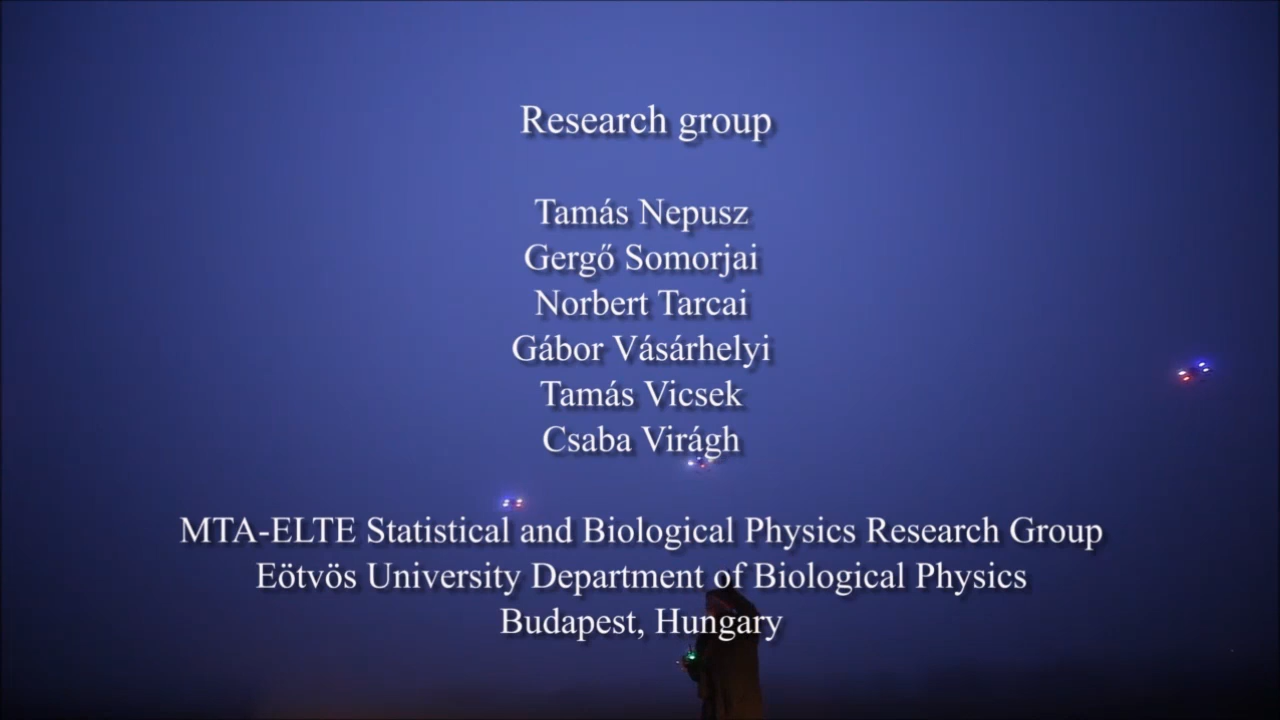 Research group
Tamás Nepusz
Gergő Somorjai
Norbert Tarcai
Gábor Vásárhelyi
Tamás Vicsek
Csaba Virágh
MTA-ELTE Statistical and Biological Physics Research Group
Eötvös University Department of Biological Physics
Budapest, Hungary